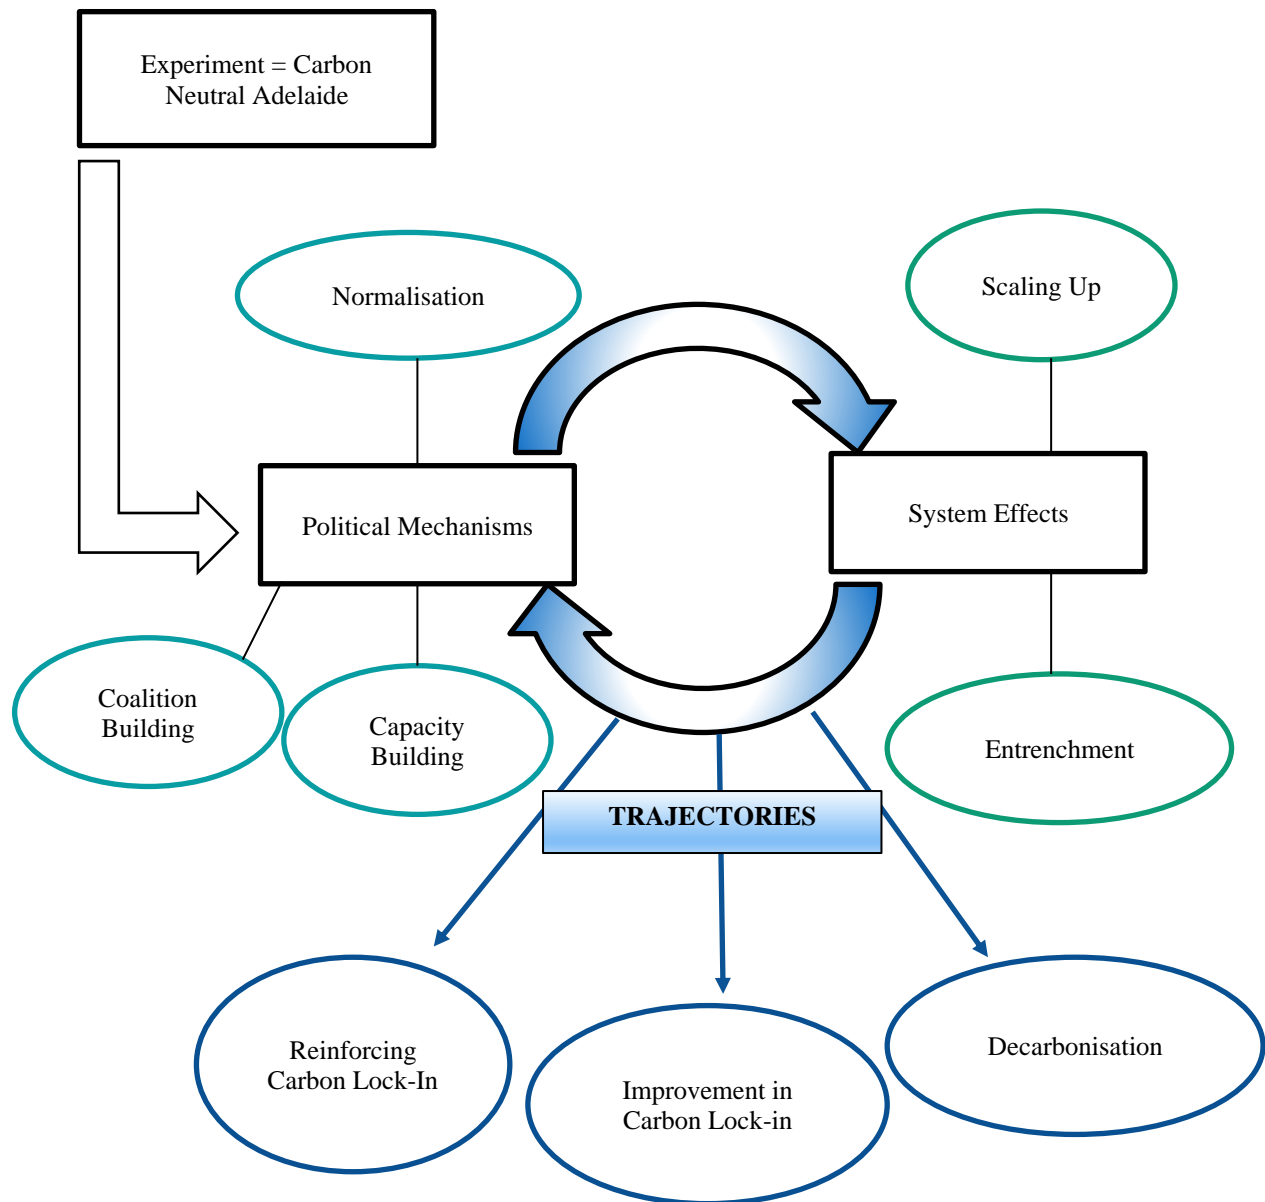 Experiment = Carbon
Neutral Adelaide
Normalisation
Scaling Up
Political Mechanisms
System Effects
Coalition
Building
Capacity
Building
Entrenchment
TRAJECTORIES
Reinforcing
Carbon Lock-In
Improvement in
Carbon Lock-in
Decarbonisation